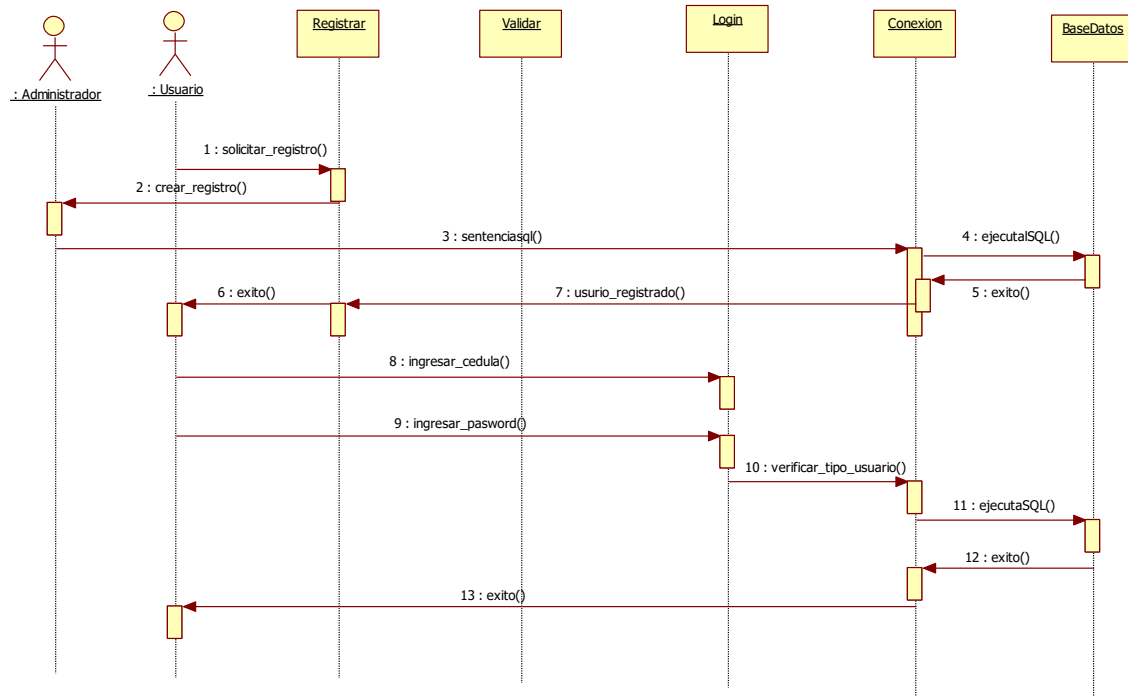 Registrar
Validar
Login
Conexion
BaseDatos
: Administrador
: Usuario
1 : solicitar_registro()
2 : crear_registro()
3 : sentenciasql()
4 : ejecutalSQL()
5 : exito()
6 : exito()
7 : usurio_registrado()
8 : ingresar_cedula()
9 : ingresar_pasword()
10 : verificar_tipo_usuario()
11 : ejecutaSQL()
12 : exito()
13 : exito()